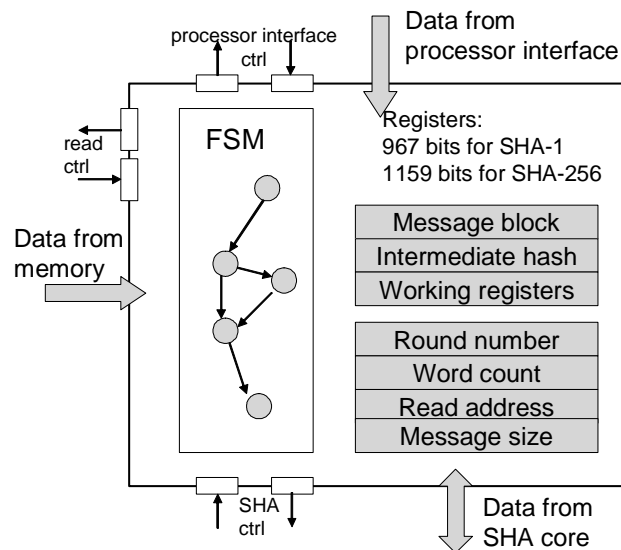 processor interface
ctrl
Data from
processor interface
Registers:
967 bits for SHA-1
1159 bits for SHA-256
read
ctrl
FSM
Data from
memory
Message block
Intermediate hash
Working registers
Round number
Word count
Read address
Message size
SHA
ctrl
Data from
SHA core